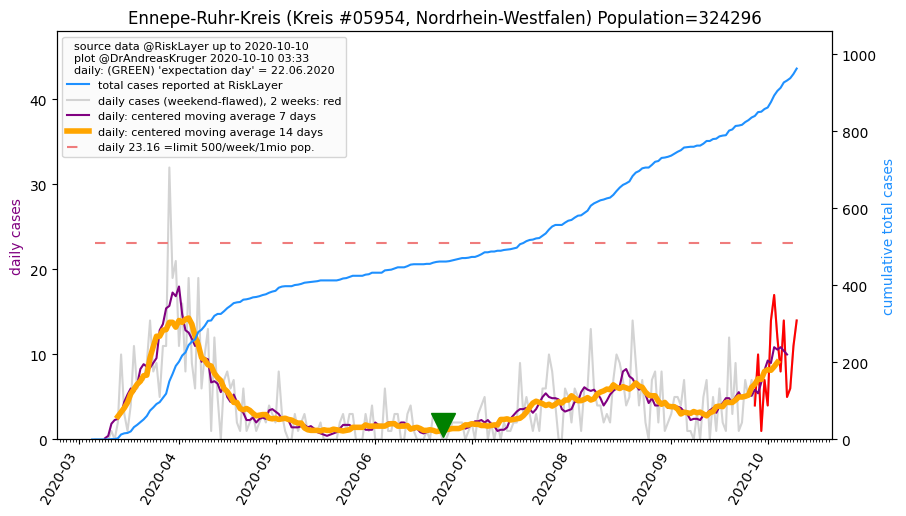 Ennepe-Ruhr-Kreis (Kreis #05954, Nordrhein-Westfalen) Population=324296
source data @RiskLayer up to 2020-10-10
plot @DrAndreasKruger 2020-10-10 03:33
daily: (GREEN) 'expectation day' = 22.06.2020
total cases reported at RiskLayer
daily cases (weekend-flawed), 2 weeks: red
daily: centered moving average 7 days
daily: centered moving average 14 days
daily 23.16 =limit 500/week/1mio pop.
daily cases
40
30
20
10
0
1000
800
600
400
200
0
cumulative total cases
2020-03
2020-04
2020-05
2020-06
2020-07
2020-08
2020-09
2020-10